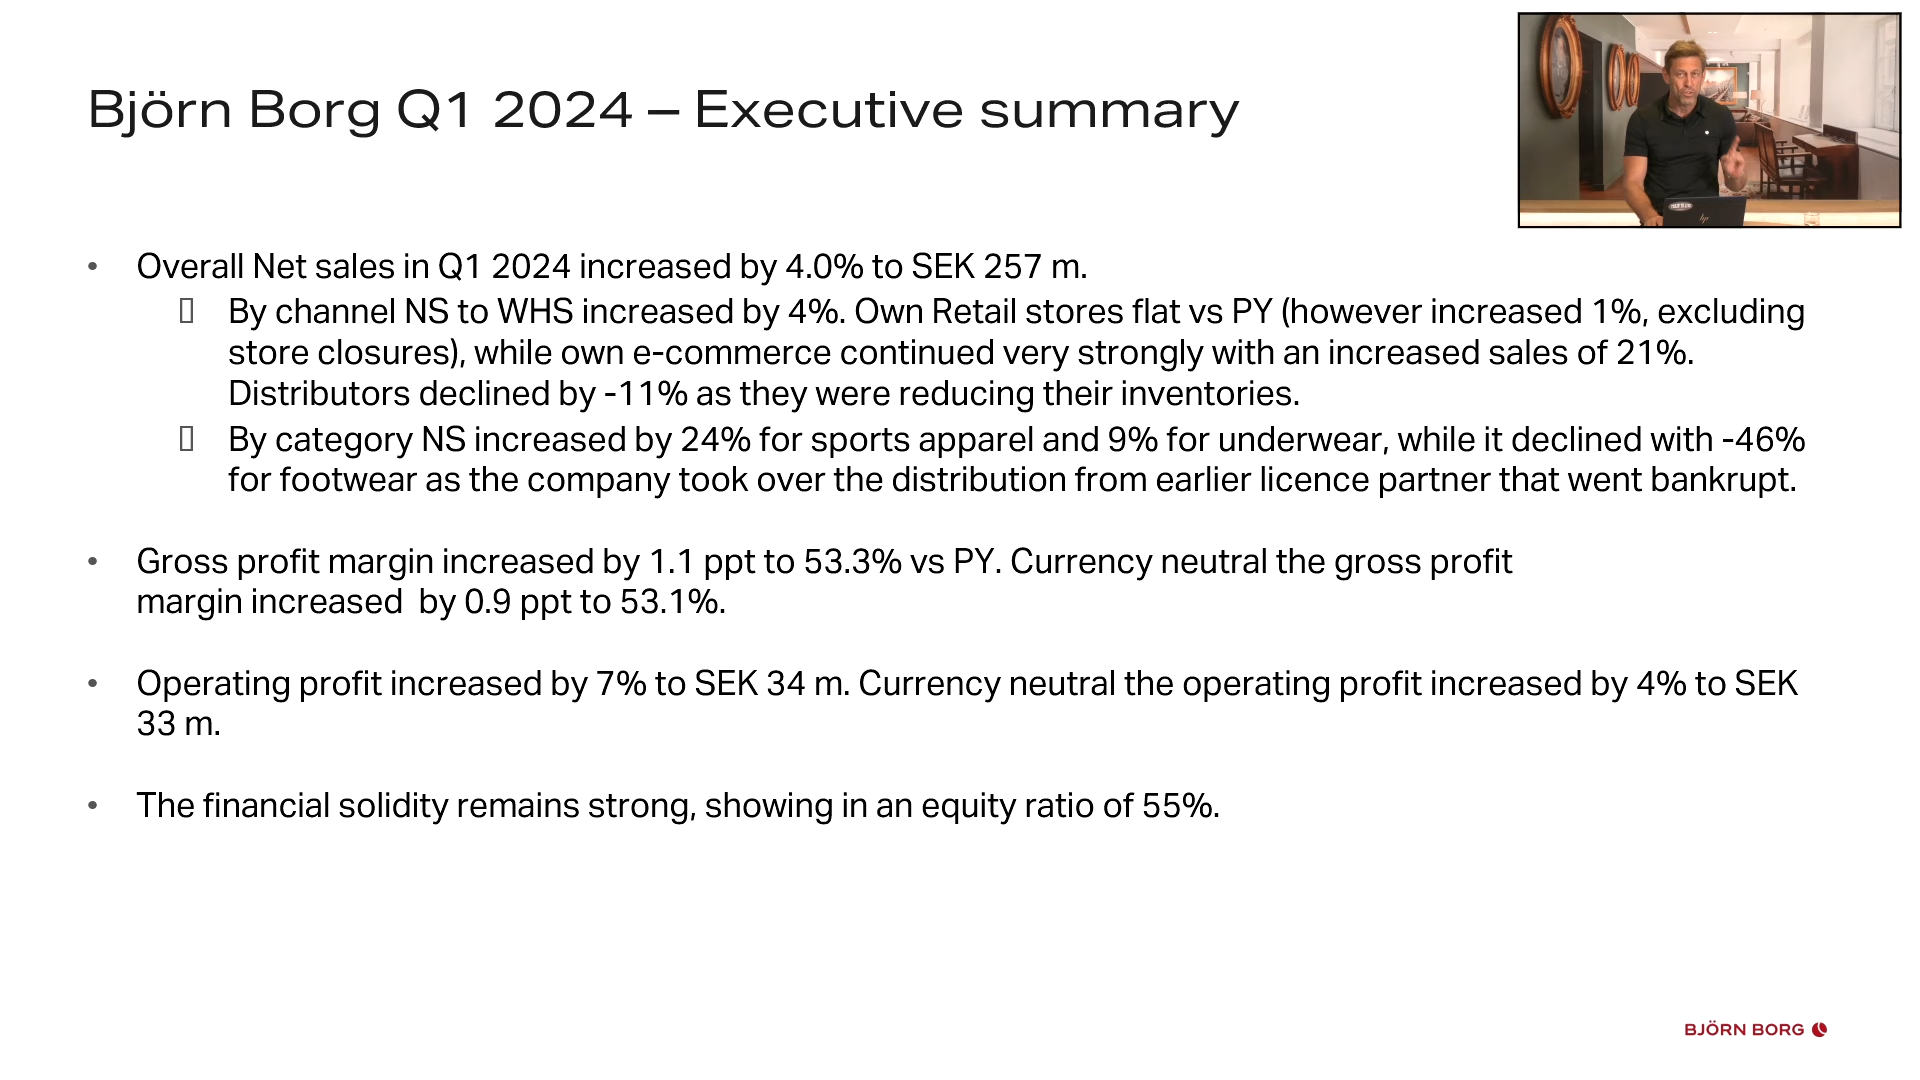 Björn Borg Q1 2024 – Executive summary
• Overall Net sales in Q1 2024 increased by 4.0% to SEK 257 m.
By channel NS to WHS increased by 4%. Own Retail stores flat vs PY (however increased 1%, excluding
store closures), while own e-commerce continued very strongly with an increased sales of 21%.
Distributors declined by -11% as they were reducing their inventories.
By category NS increased by 24% for sports apparel and 9% for underwear, while it declined with -46%
for footwear as the company took over the distribution from earlier licence partner that went bankrupt.
• Gross profit margin increased by 1.1 ppt to 53.3% vs PY. Currency neutral the gross profit
margin increased  by 0.9 ppt to 53.1%.
• Operating profit increased by 7% to SEK 34 m. Currency neutral the operating profit increased by 4% to SEK
33 m.
• The financial solidity remains strong, showing in an equity ratio of 55%.
BJÖRN BORG
hp